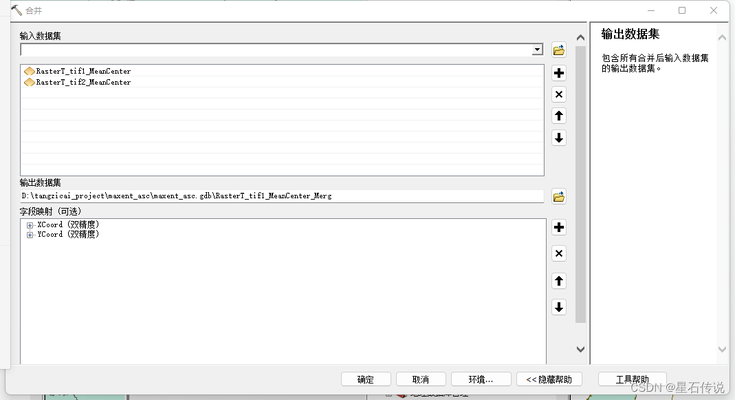 合并
输入数据集
RasterT_tif1_MeanCenter
RasterT_tif2_MeanCenter
输出数据集
D:\tangzicai_project\maxent_asc\maxent_asc.gdb\RasterT_tif1_MeanCenter_Merg
字段映射 (可选)
XCoord (双精度)
YCoord (双精度)
确定
取消
环境...
<< 隐藏帮助
输出数据集
包含所有合并后输入数据集
的输出数据集。
工具帮助
CSDN @星石传说